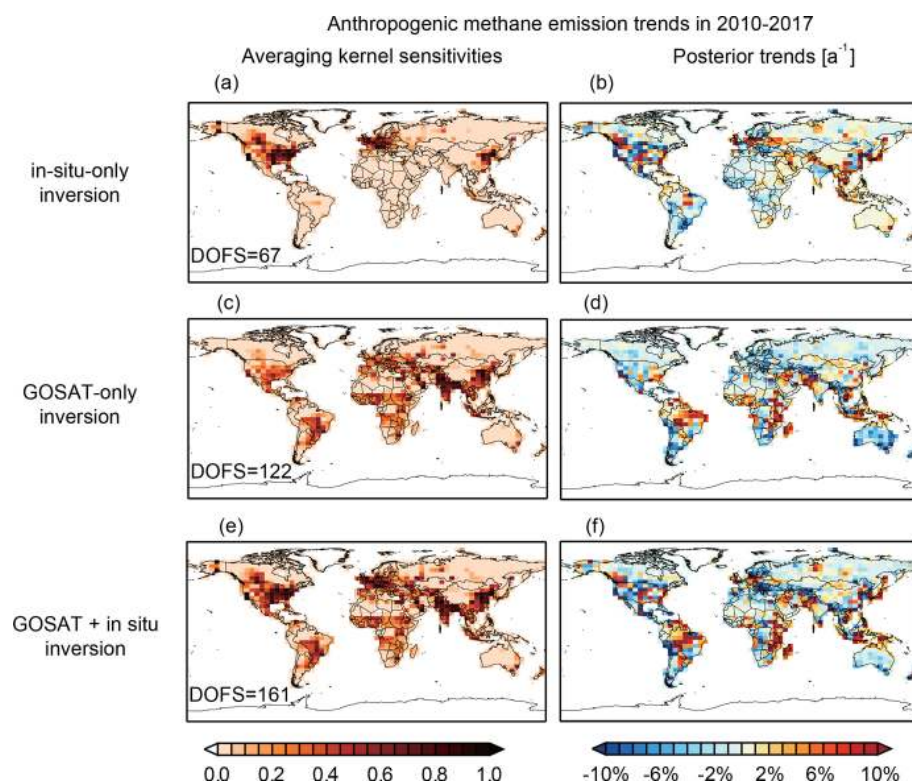 Anthropogenic methane emission trends in 2010-2017
Averaging kernel sensitivities
Posterior trends [a⁻¹]
(a)
(b)
in-situ-only
inversion
DOFS=67
(c)
(d)
GOSAT-only
inversion
DOFS=122
(e)
(f)
GOSAT + in situ
inversion
DOFS=161
0.0 0.2 0.4 0.6 0.8 1.0
-10% -6% -2% 2% 6% 10%